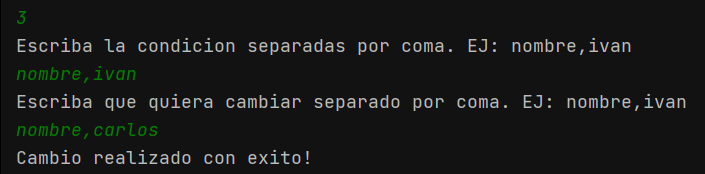 3
Escriba la condicion separadas por coma. EJ: nombre,ivan
nombre,ivan
Escriba que quiera cambiar separado por coma. EJ: nombre,ivan
nombre,carlos
Cambio realizado con exito!